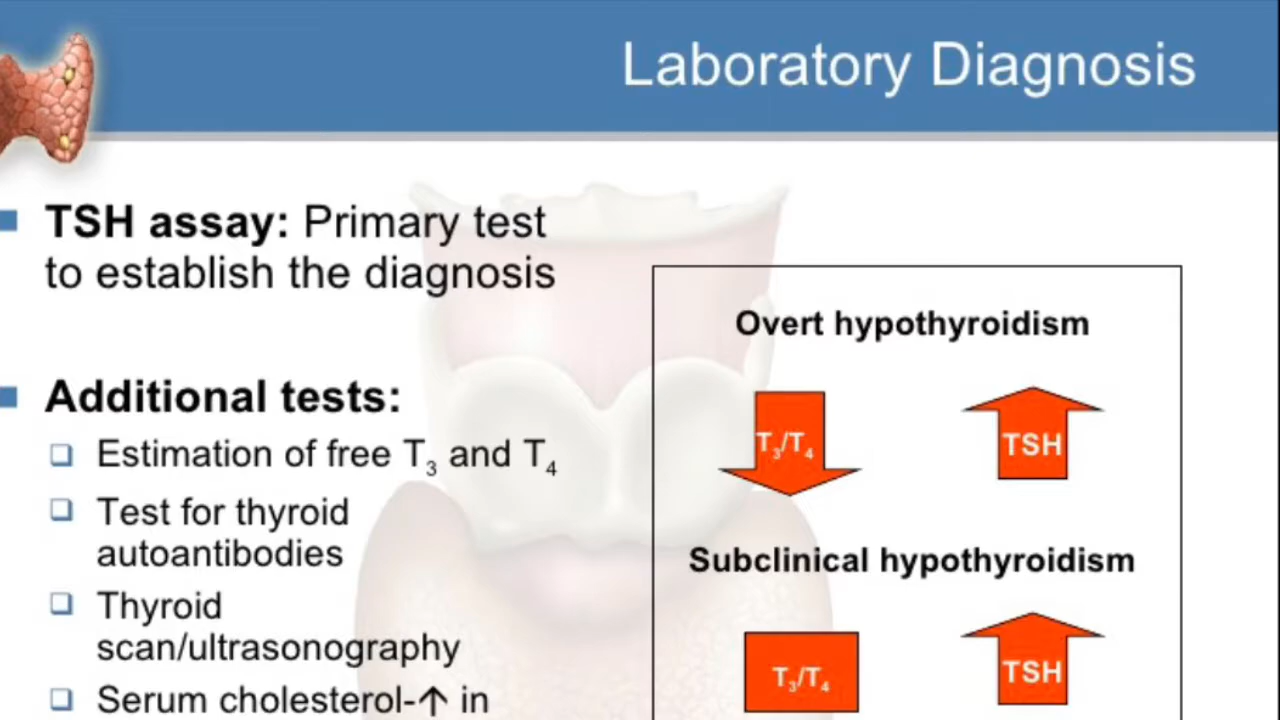 Laboratory Diagnosis
TSH assay: Primary test
to establish the diagnosis
Additional tests:
Estimation of free T₃ and T₄
Test for thyroid
autoantibodies
Thyroid
scan/ultrasonography
Serum cholesterol-↑ in
Overt hypothyroidism
T₃/T₄
TSH
Subclinical hypothyroidism
T₃/T₄
TSH